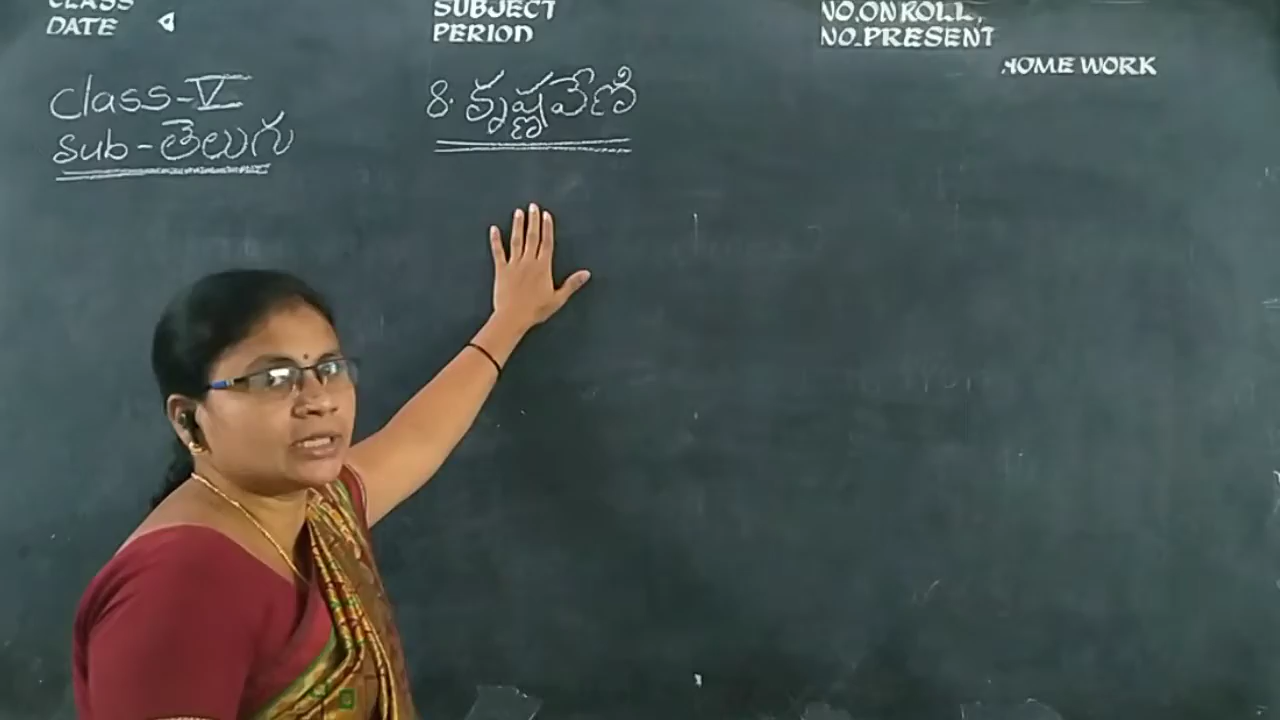 CLASS
DATE
SUBJECT
PERIOD
NO.ON ROLL,
NO.PRESENT
HOME WORK
class-V
sub-తెలుగు
8. కృష్ణవేణి